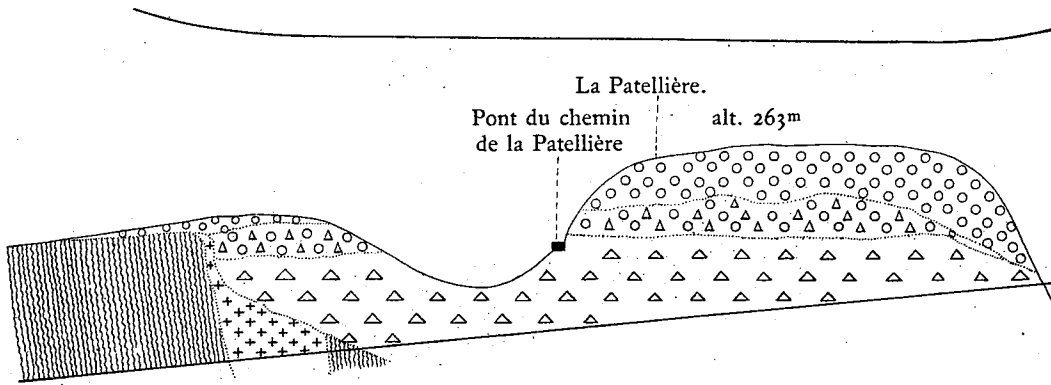 La Patellière.
Pont du chemin alt. 263ᵐ
de la Patellière